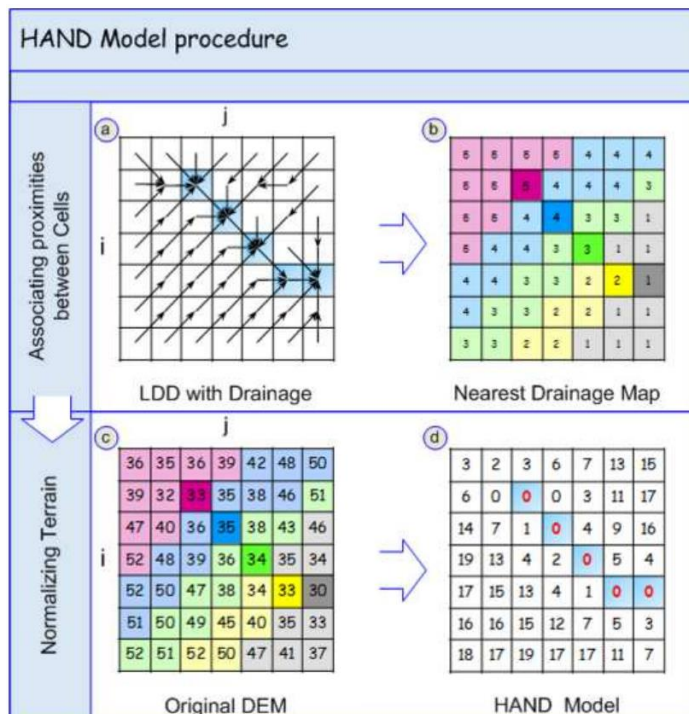 HAND Model procedure
Associating proximities
between Cells
a
j
i
LDD with Drainage
b
5 5 5 5 4 4 4
5 5 5 4 4 4 3
5 5 4 4 3 3 1
5 4 4 3 3 1 1
4 4 3 3 2 2 1
4 3 3 2 2 1 1
3 3 2 2 1 1 1
Nearest Drainage Map
Normalizing Terrain
c
j
i
36 35 36 39 42 48 50
39 32 33 35 38 46 51
47 40 36 35 38 43 46
52 48 39 36 34 35 34
52 50 47 38 34 33 30
51 50 49 45 40 35 33
52 51 52 50 47 41 37
Original DEM
d
3 2 3 6 7 13 15
6 0 0 0 3 11 17
14 7 1 0 4 9 16
19 13 4 2 0 5 4
17 15 13 4 1 0 0
16 16 15 12 7 5 3
18 17 19 17 17 11 7
HAND Model